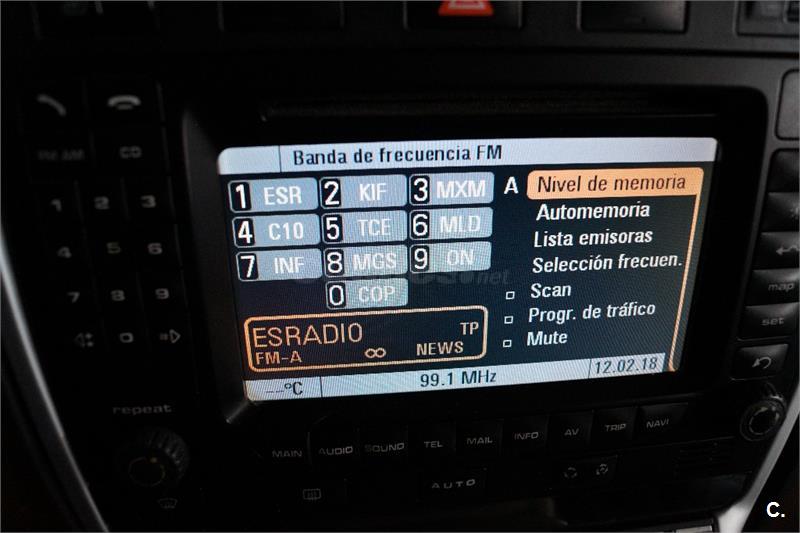 Banda de frecuencia FM
1 ESR 2 KIF 3 MXM
4 C10 5 TCE 6 MLD
7 INF 8 MGS 9 ON
0 COP
A Nivel de memoria
Automemoria
Lista emisoras
Selección frecuen.
Scan
Progr. de tráfico
Mute
ESRADIO TP
FM-A ∞ NEWS
__°C 99.1 MHz 12.02.18
FM AM CD
1 2 3
4 5 6
7 8 9
0
repeat
map
set
MAIN AUDIO SOUND TEL MAIL INFO AV TRIP NAVI
AUTO
C.